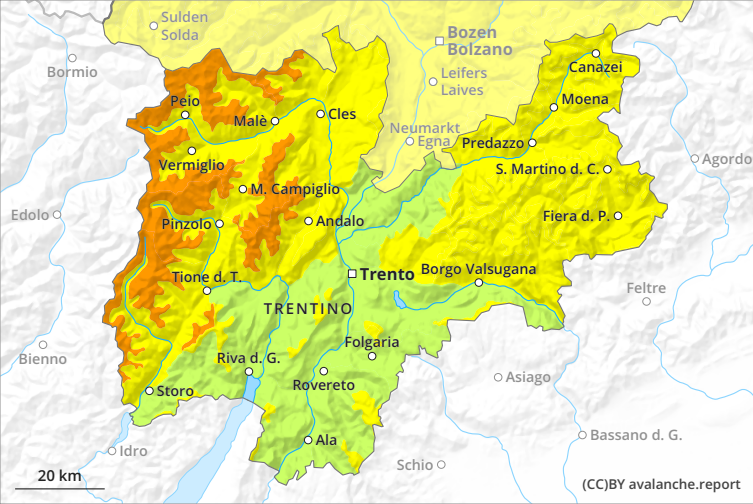 Sulden
Solda
Bozen
Bolzano
Canazei
Bormio
Leifers
Laives
Peio
Moena
Malè
Cles
Neumarkt
Egna
Predazzo
Vermiglio
Agordo
S. Martino d. C.
M. Campiglio
Edolo
Pinzolo
Andalo
Fiera d. P.
Tione d. T.
Trento
Borgo Valsugana
Feltre
TRENTINO
Folgaria
Bienno
Riva d. G.
Rovereto
Asiago
Storo
Ala
Bassano d. G.
Idro
Schio
20 km
(CC)BY avalanche.report